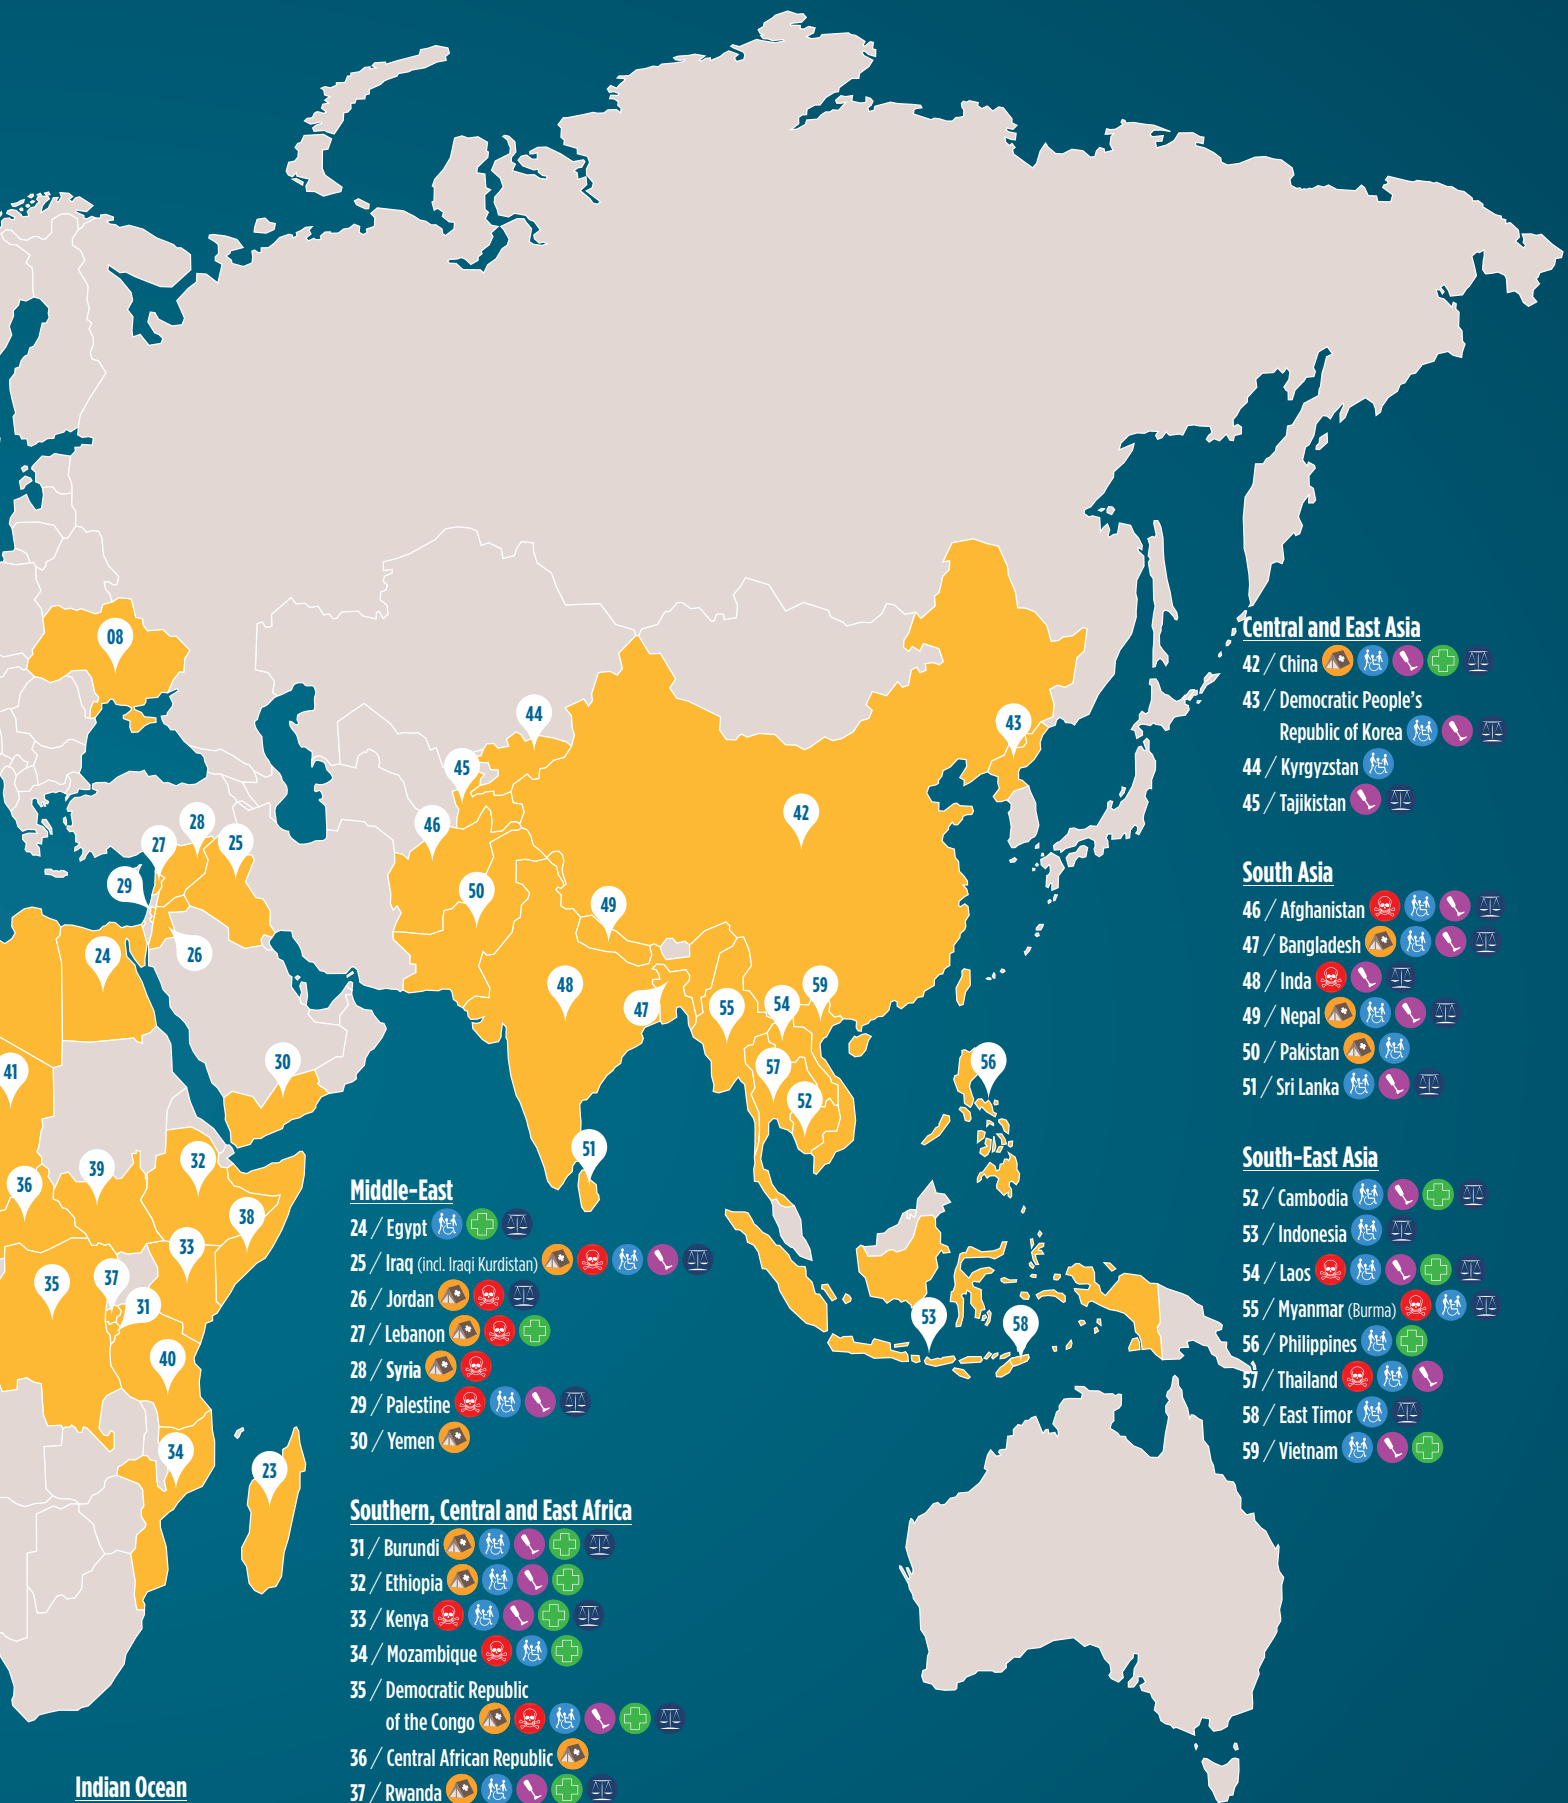 08
44
43
45
42
28
46
27
25
29
50
49
24
26
48
59
47
55
54
41
30
56
57
52
51
39
32
36
38
33
35
37
31
53
58
40
34
23
Central and East Asia
42 / China
43 / Democratic People's
Republic of Korea
44 / Kyrgyzstan
45 / Tajikistan
South Asia
46 / Afghanistan
47 / Bangladesh
48 / Inda
49 / Nepal
50 / Pakistan
51 / Sri Lanka
South-East Asia
52 / Cambodia
53 / Indonesia
54 / Laos
55 / Myanmar (Burma)
56 / Philippines
57 / Thailand
58 / East Timor
59 / Vietnam
Middle-East
24 / Egypt
25 / Iraq (incl. Iraqi Kurdistan)
26 / Jordan
27 / Lebanon
28 / Syria
29 / Palestine
30 / Yemen
Southern, Central and East Africa
31 / Burundi
32 / Ethiopia
33 / Kenya
34 / Mozambique
35 / Democratic Republic
of the Congo
36 / Central African Republic
37 / Rwanda
Indian Ocean